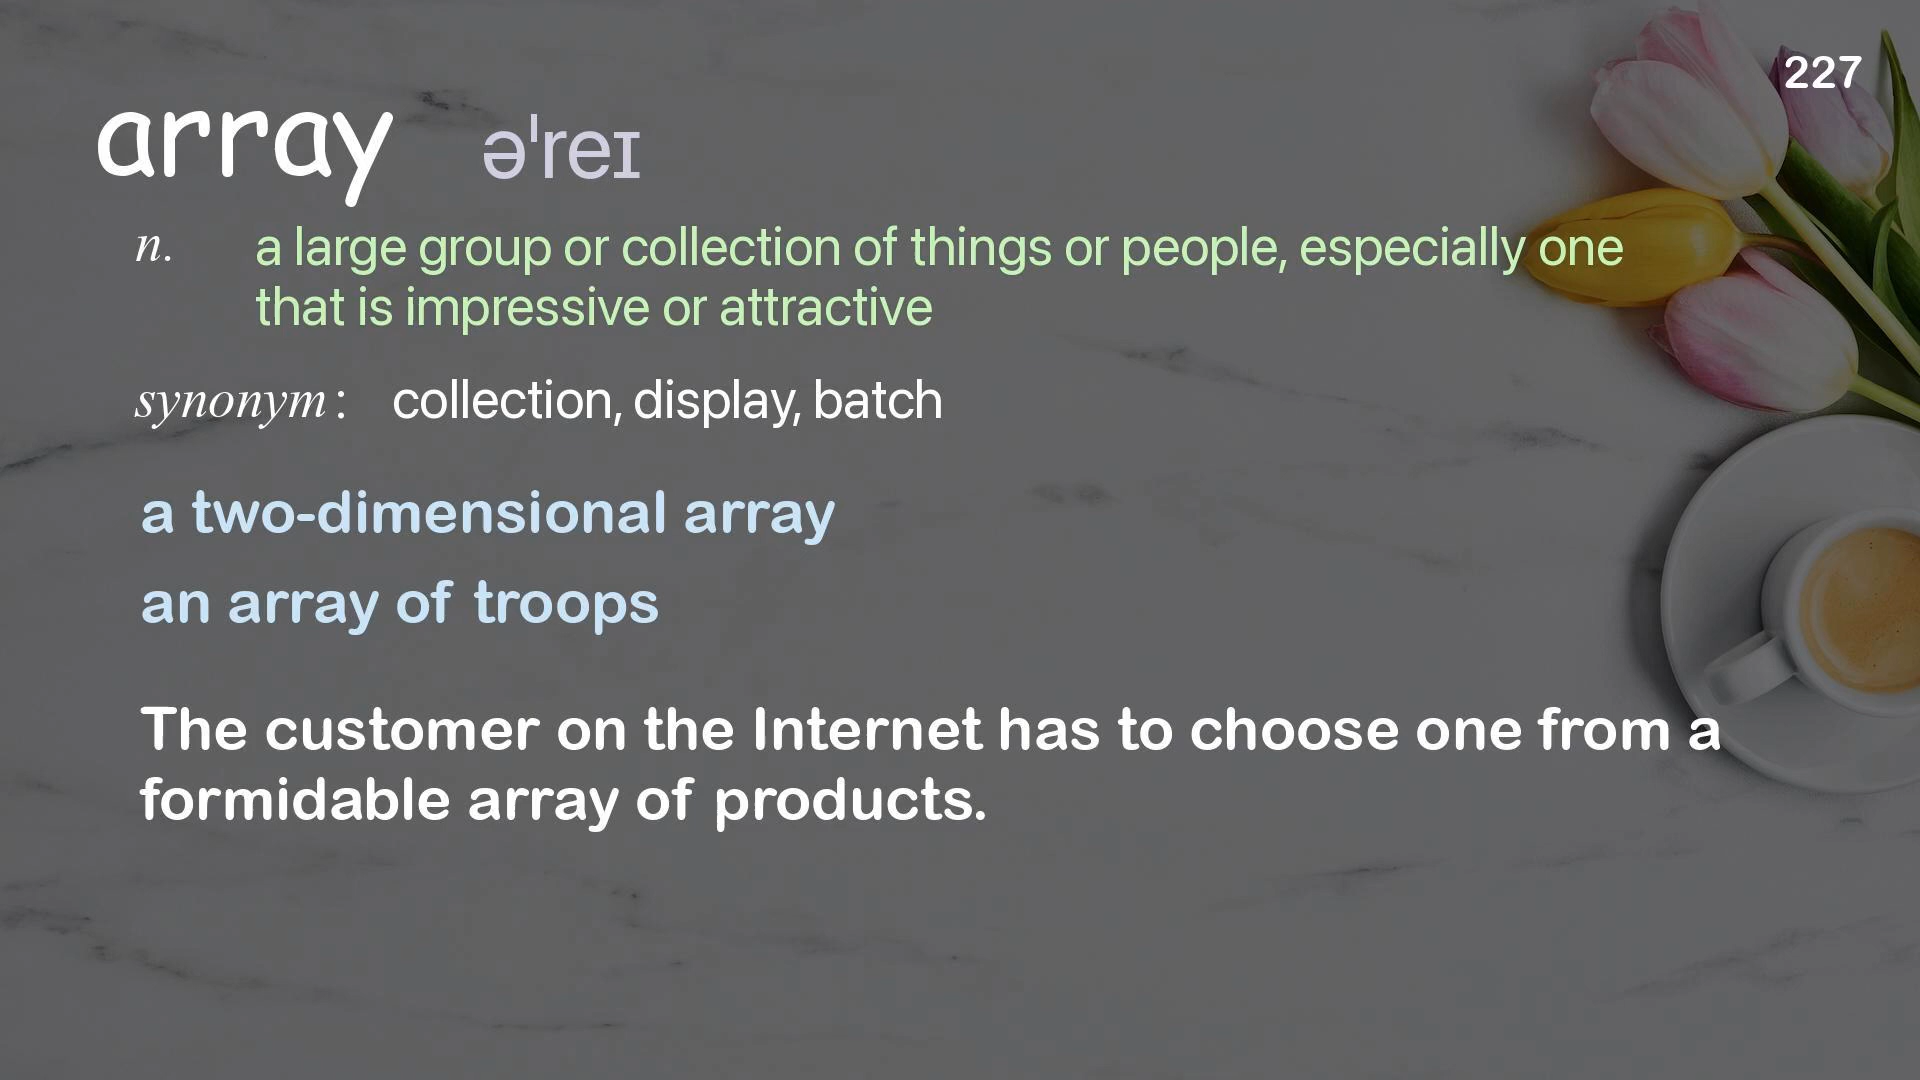 227
array əˈreɪ
n. a large group or collection of things or people, especially one
that is impressive or attractive
synonym: collection, display, batch
a two-dimensional array
an array of troops
The customer on the Internet has to choose one from a
formidable array of products.